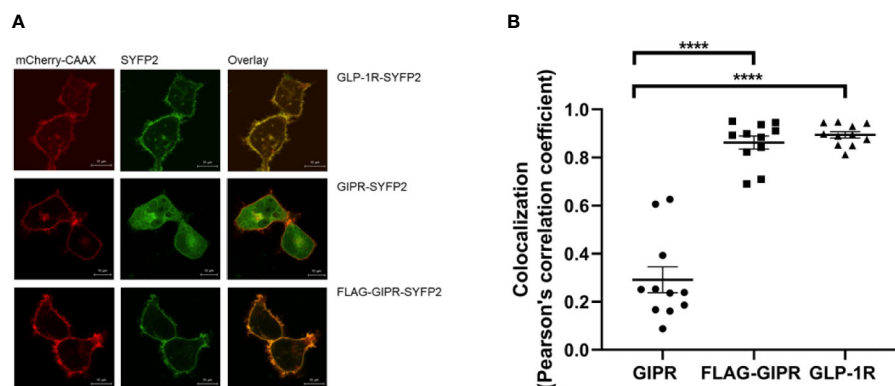 A
mCherry-CAAX SYFP2 Overlay
GLP-1R-SYFP2
GIPR-SYFP2
FLAG-GIPR-SYFP2
B
****
****
Colocalization
(Pearson's correlation coefficient)
1.0
0.8
0.6
0.4
0.2
0.0
GIPR FLAG-GIPR GLP-1R